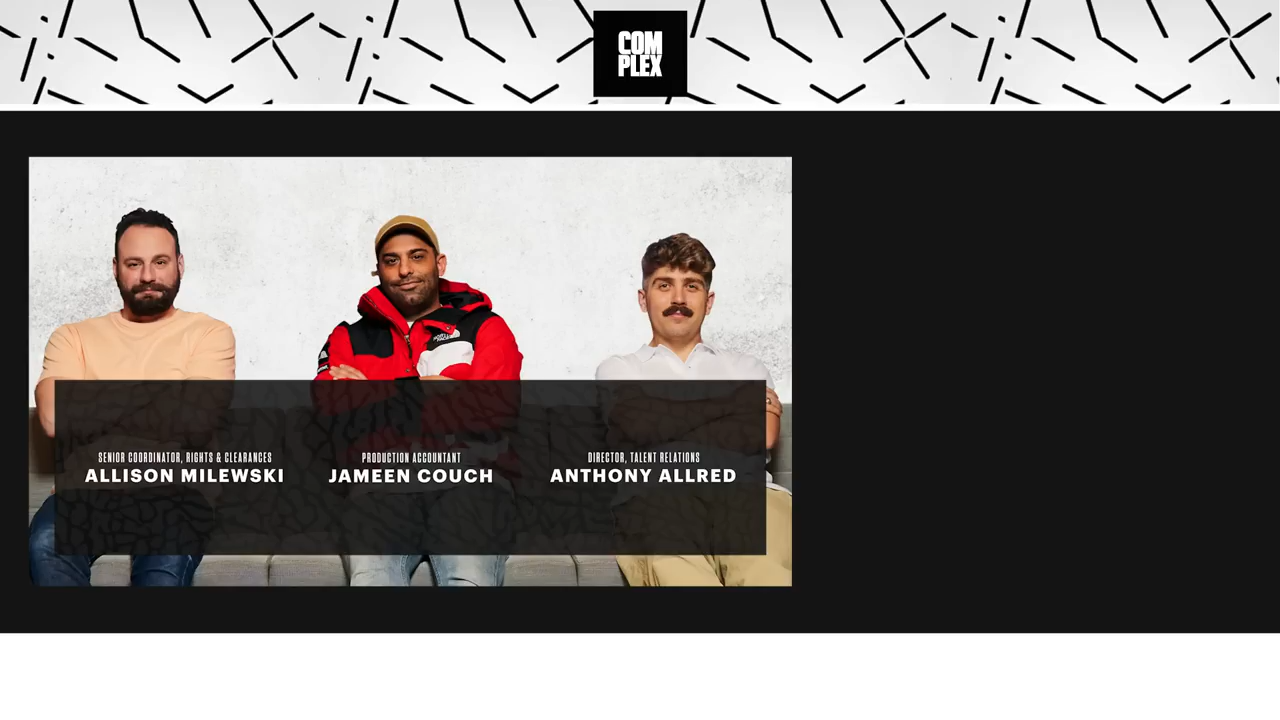 COM
PLEX
SENIOR COORDINATOR, RIGHTS & CLEARANCES
ALLISON MILEWSKI
PRODUCTION ACCOUNTANT
JAMEEN COUCH
DIRECTOR, TALENT RELATIONS
ANTHONY ALLRED